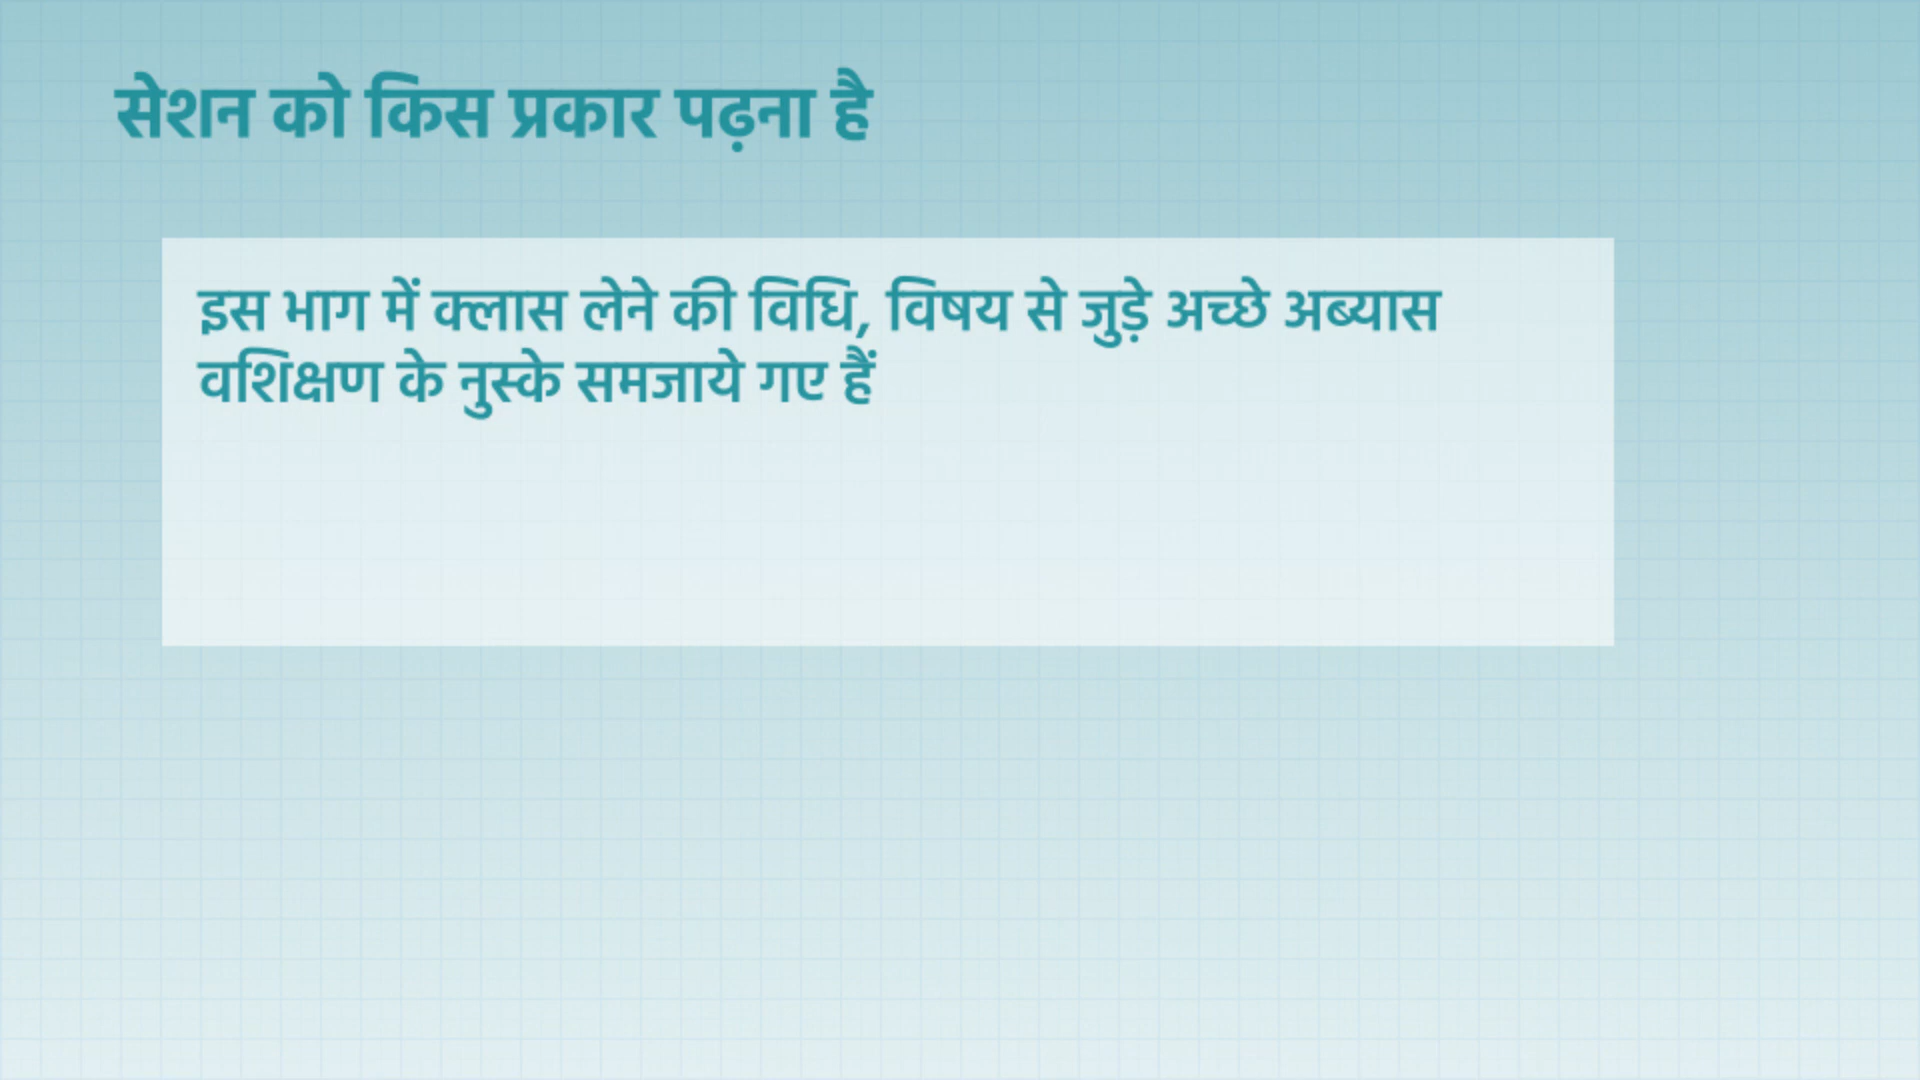 सेशन को किस प्रकार पढ़ना है
इस भाग में क्लास लेने की विधि, विषय से जुड़े अच्छे अब्यास
वशिक्षण के नुस्के समजाये गए हैं